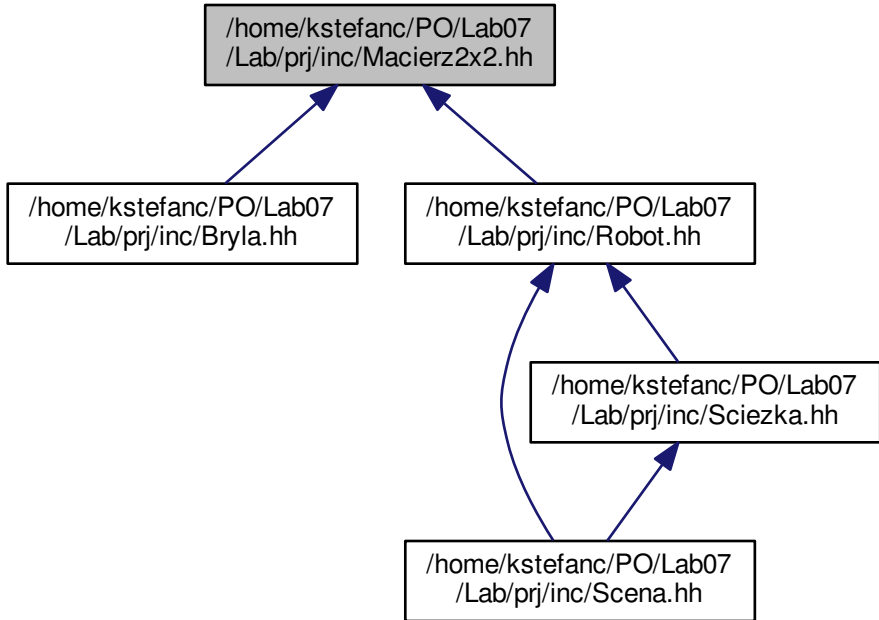 /home/kstefanc/PO/Lab07
/Lab/prj/inc/Macierz2x2.hh
/home/kstefanc/PO/Lab07
/Lab/prj/inc/Bryla.hh
/home/kstefanc/PO/Lab07
/Lab/prj/inc/Robot.hh
/home/kstefanc/PO/Lab07
/Lab/prj/inc/Sciezka.hh
/home/kstefanc/PO/Lab07
/Lab/prj/inc/Scena.hh